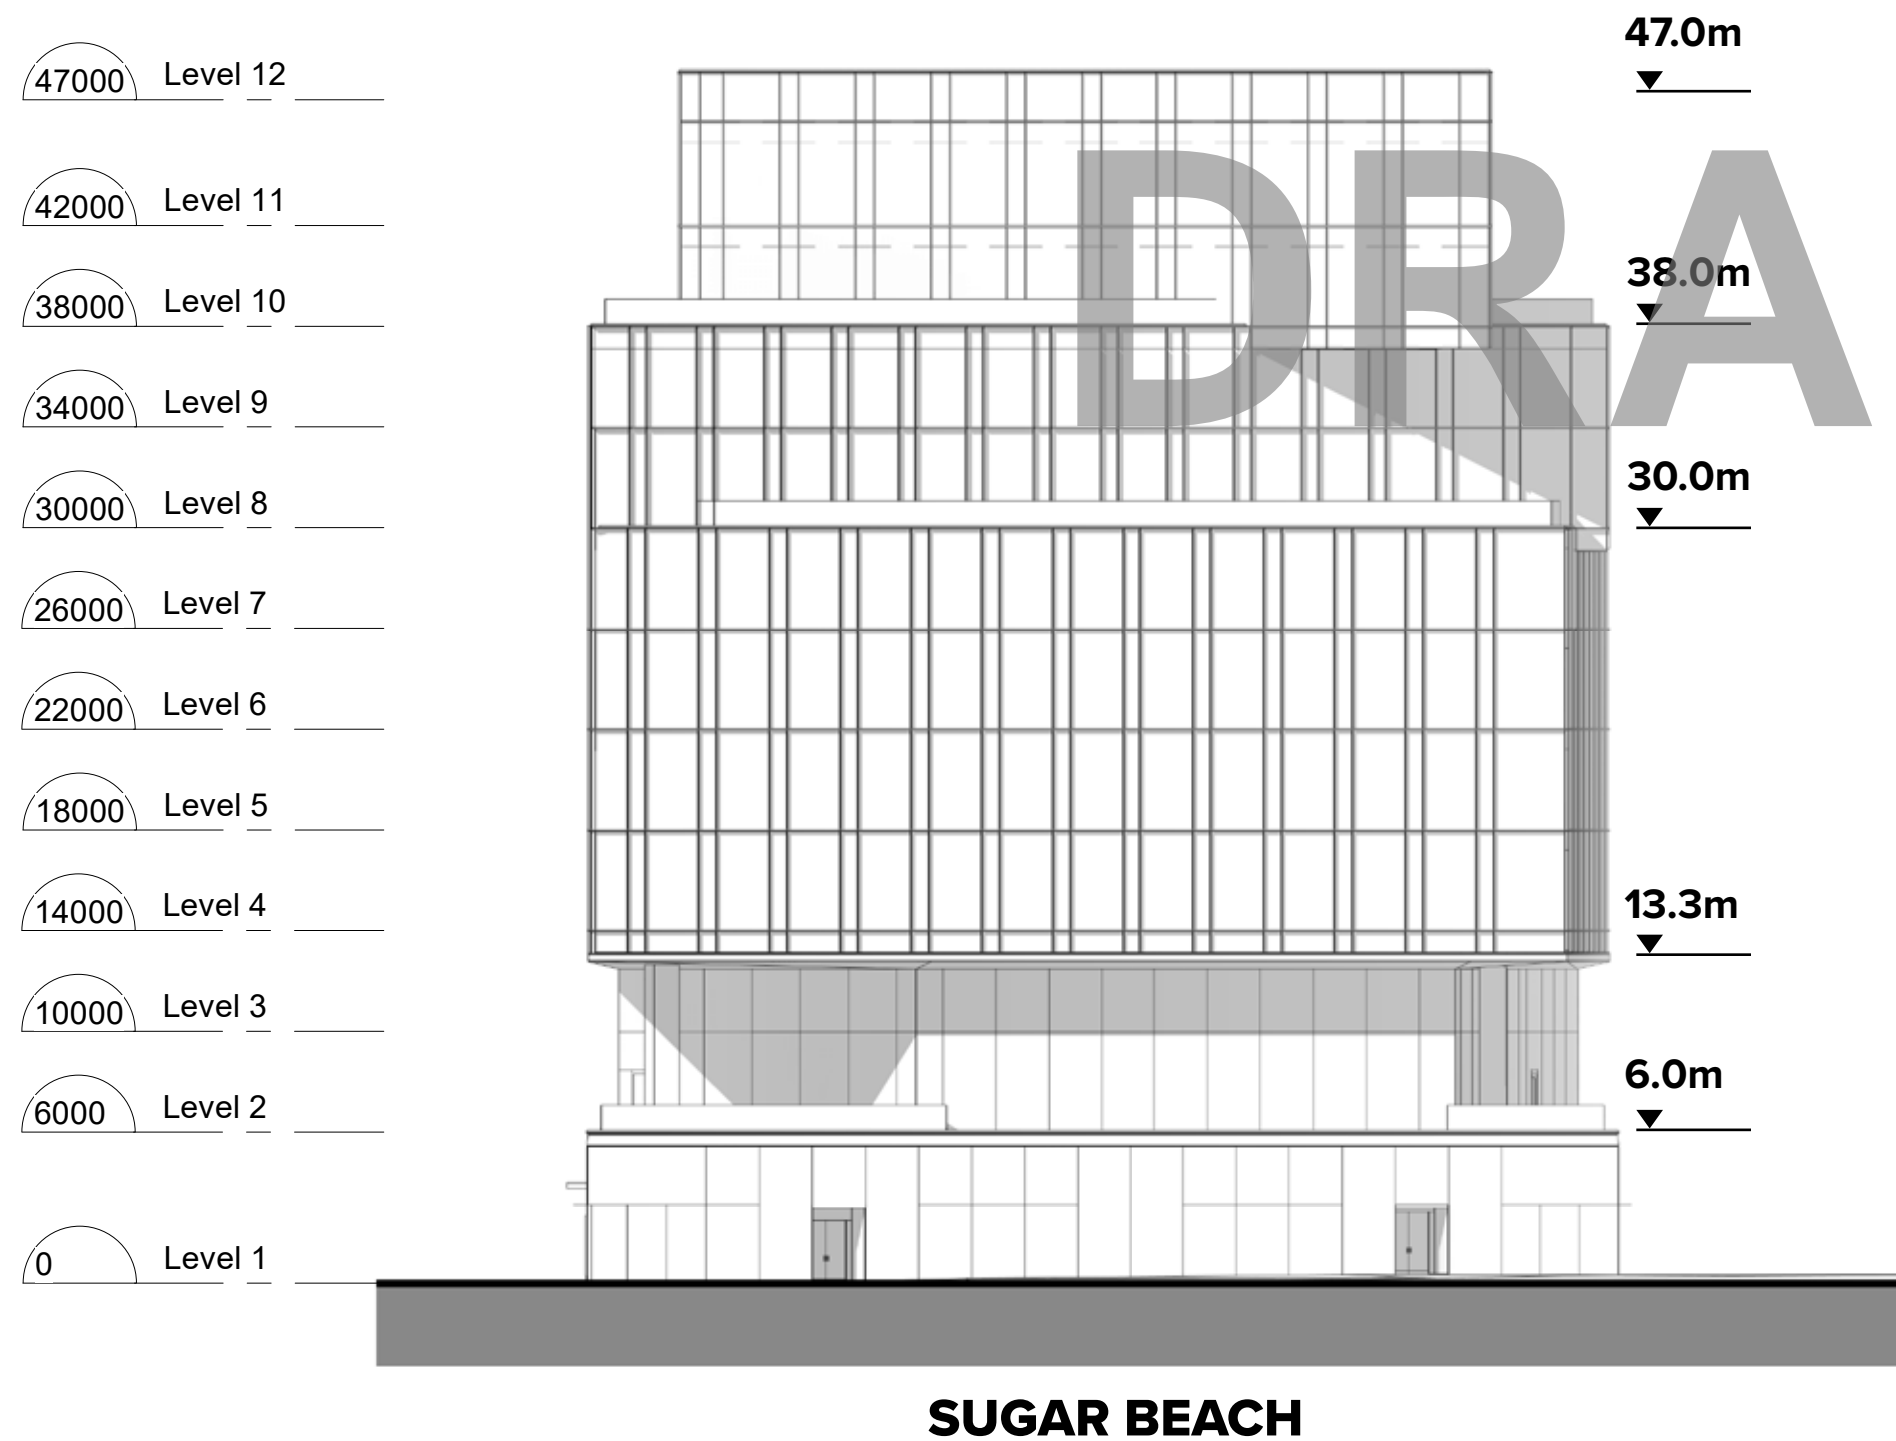 47.0m
47000 Level 12
DRA
42000 Level 11
38.0m
38000 Level 10
34000 Level 9
30.0m
30000 Level 8
26000 Level 7
22000 Level 6
18000 Level 5
13.3m
14000 Level 4
10000 Level 3
6.0m
6000 Level 2
0 Level 1
SUGAR BEACH